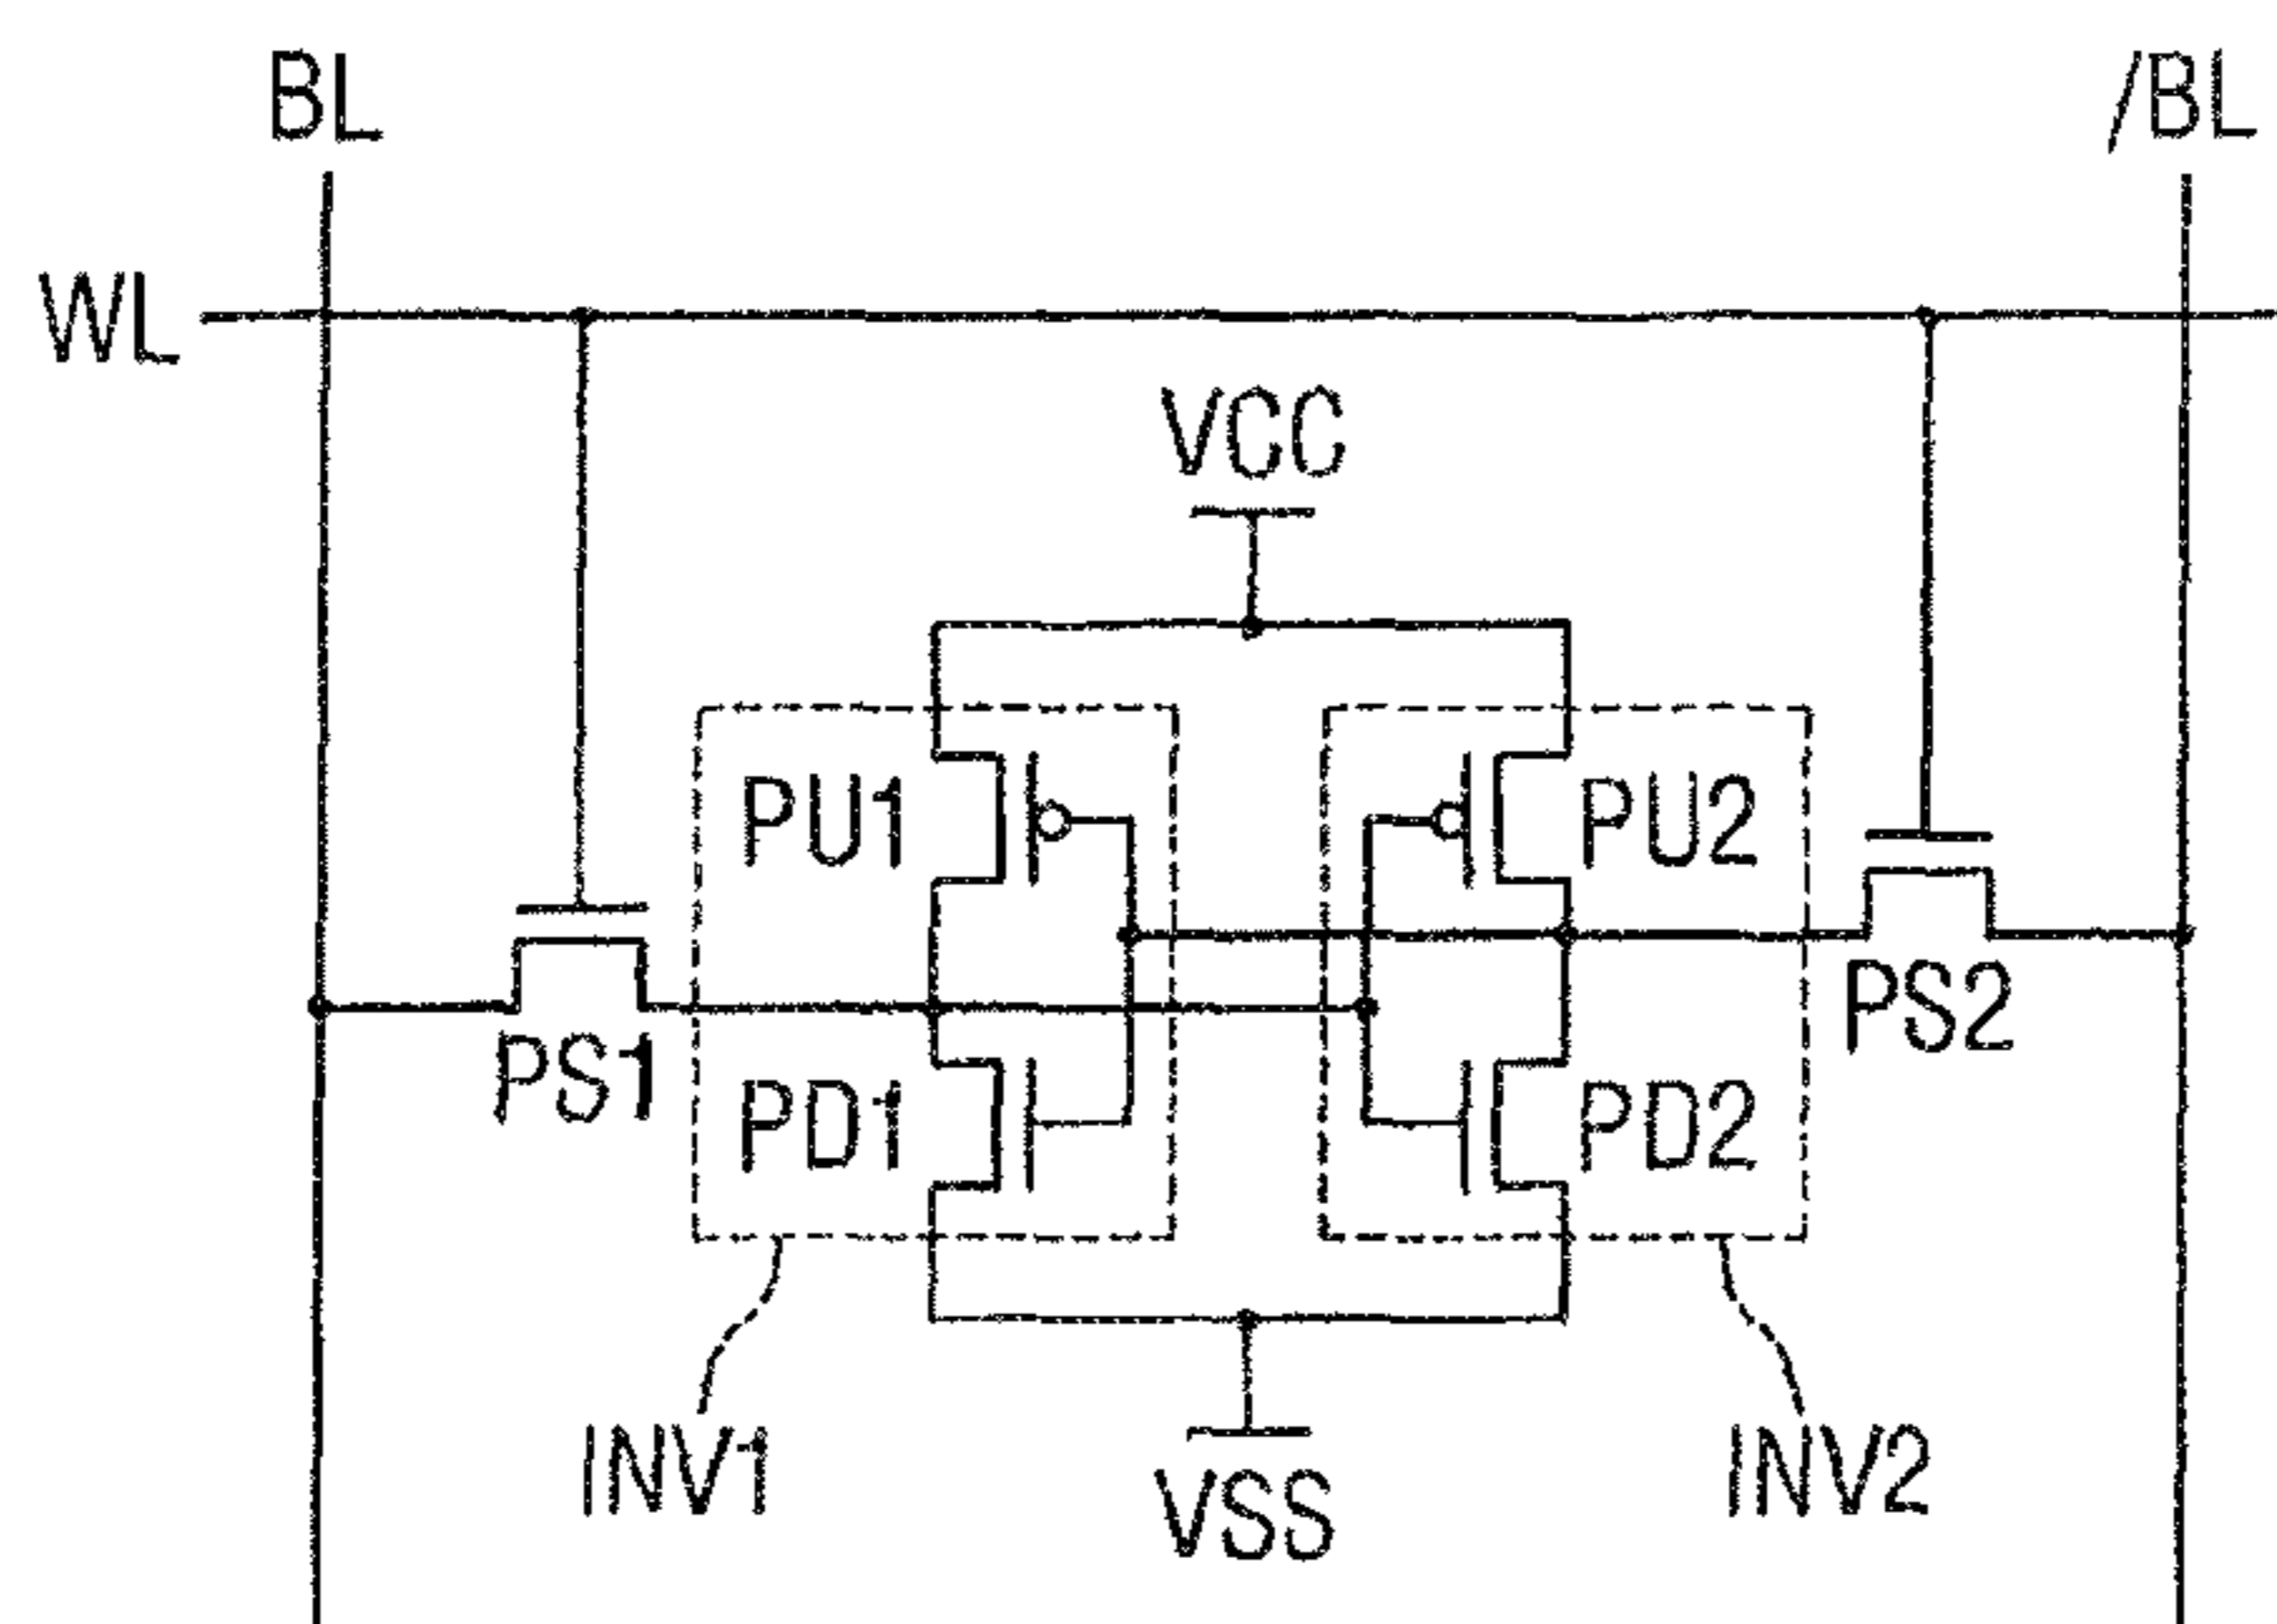 BL
/BL
WL
VCC
PU1
PU2
PS1
PS2
PD1
PD2
INV1
INV2
VSS